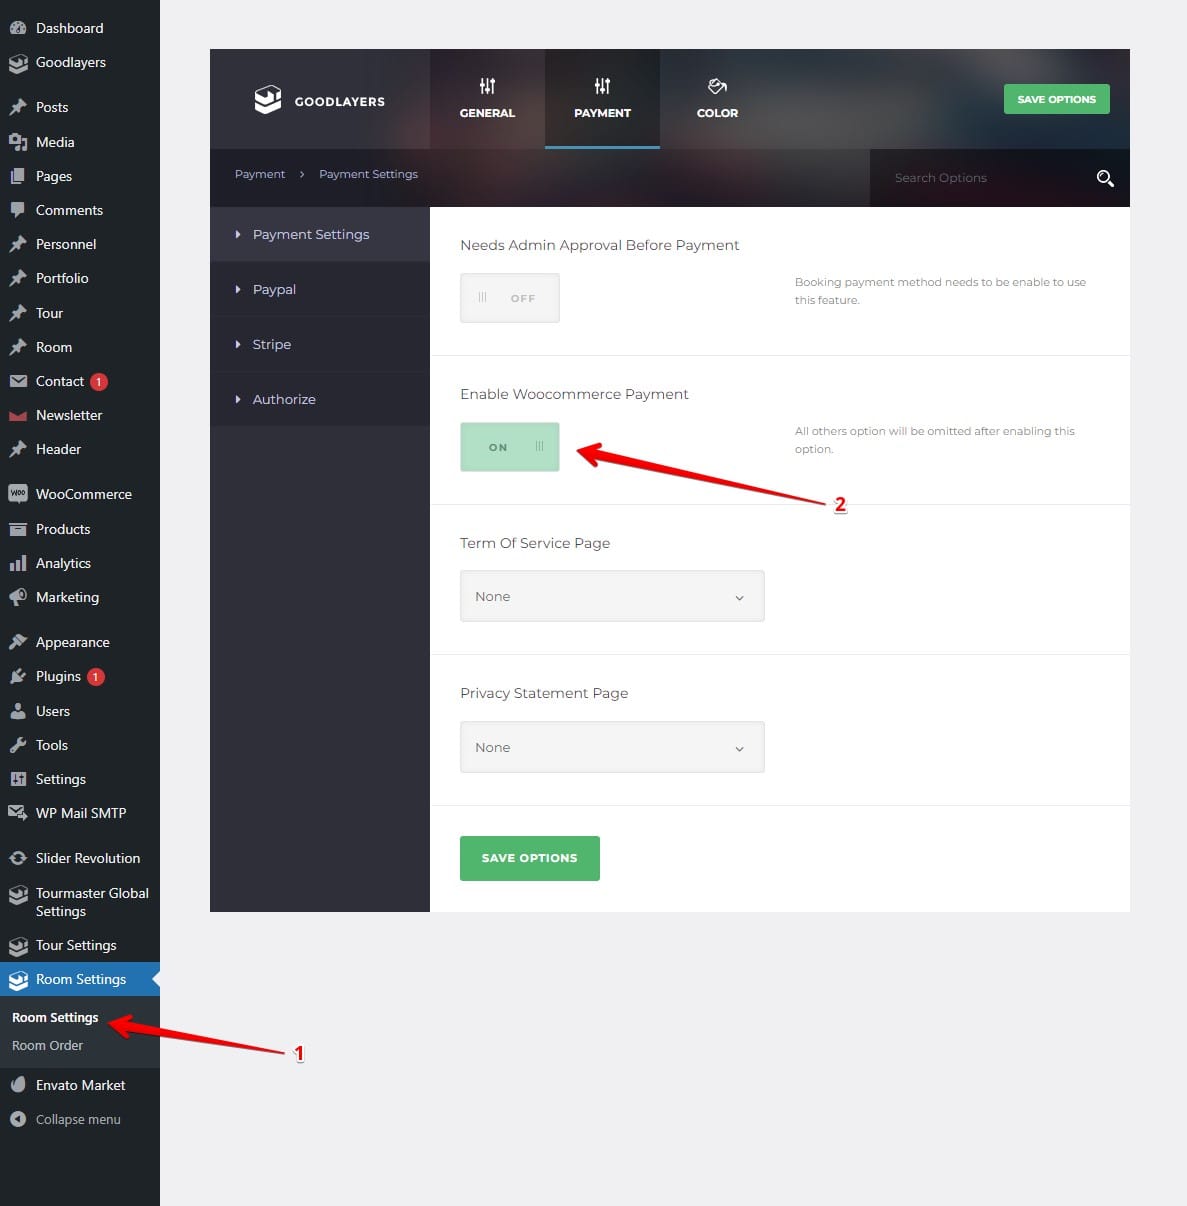 Dashboard
Goodlayers
Posts
Media
Pages
Comments
Personnel
Portfolio
Tour
Room
Contact 1
Newsletter
Header
WOO WooCommerce
Products
Analytics
Marketing
Appearance
Plugins 1
Users
Tools
Settings
WP Mail SMTP
Slider Revolution
Tourmaster Global
Settings
Tour Settings
Room Settings
Room Settings
Room Order
1
Envato Market
Collapse menu
GOODLAYERS
GENERAL
PAYMENT
COLOR
SAVE OPTIONS
Payment > Payment Settings
Search Options
Payment Settings
Paypal
Stripe
Authorize
Needs Admin Approval Before Payment
OFF
Booking payment method needs to be enable to use
this feature.
Enable Woocommerce Payment
ON
All others option will be omitted after enabling this
option.
2
Term Of Service Page
None
Privacy Statement Page
None
SAVE OPTIONS